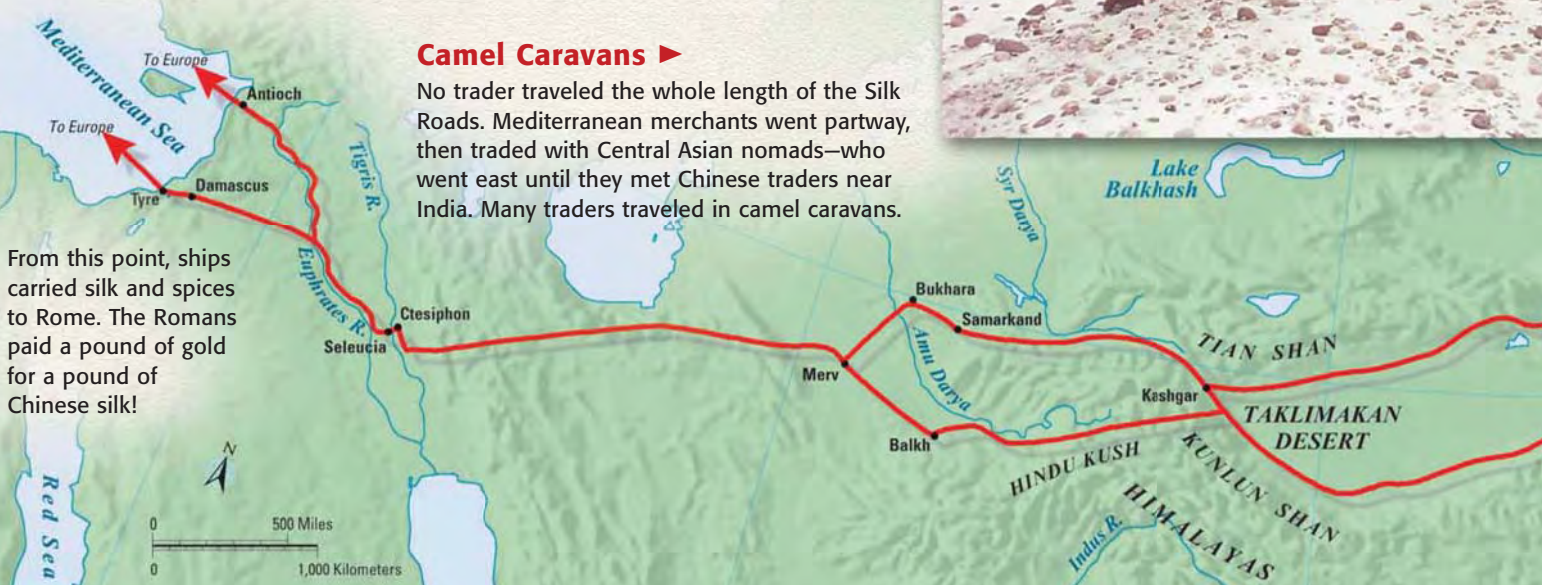 Camel Caravans ►
No trader traveled the whole length of the Silk
Roads. Mediterranean merchants went partway,
then traded with Central Asian nomads—who
went east until they met Chinese traders near
India. Many traders traveled in camel caravans.
Mediterranean Sea
To Europe
Antioch
To Europe
Tyre
Damascus
Tigris R.
From this point, ships
carried silk and spices
to Rome. The Romans
paid a pound of gold
for a pound of
Chinese silk!
Euphrates R.
Ctesiphon
Seleucia
Syr Darya
Lake
Balkhash
Bukhara
Samarkand
Amu Darya
Merv
Balkh
TIAN SHAN
Kashgar
TAKLIMAKAN
DESERT
HINDU KUSH
KUNLUN SHAN
HIMALAYAS
Indus R.
Red Sea
N
0 500 Miles
0 1,000 Kilometers